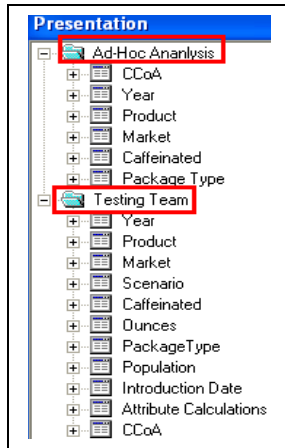 Presentation
Ad-Hoc Ananlysis
CCoA
Year
Product
Market
Caffeinated
Package Type
Testing Team
Year
Product
Market
Scenario
Caffeinated
Ounces
PackageType
Population
Introduction Date
Attribute Calculations
CCoA